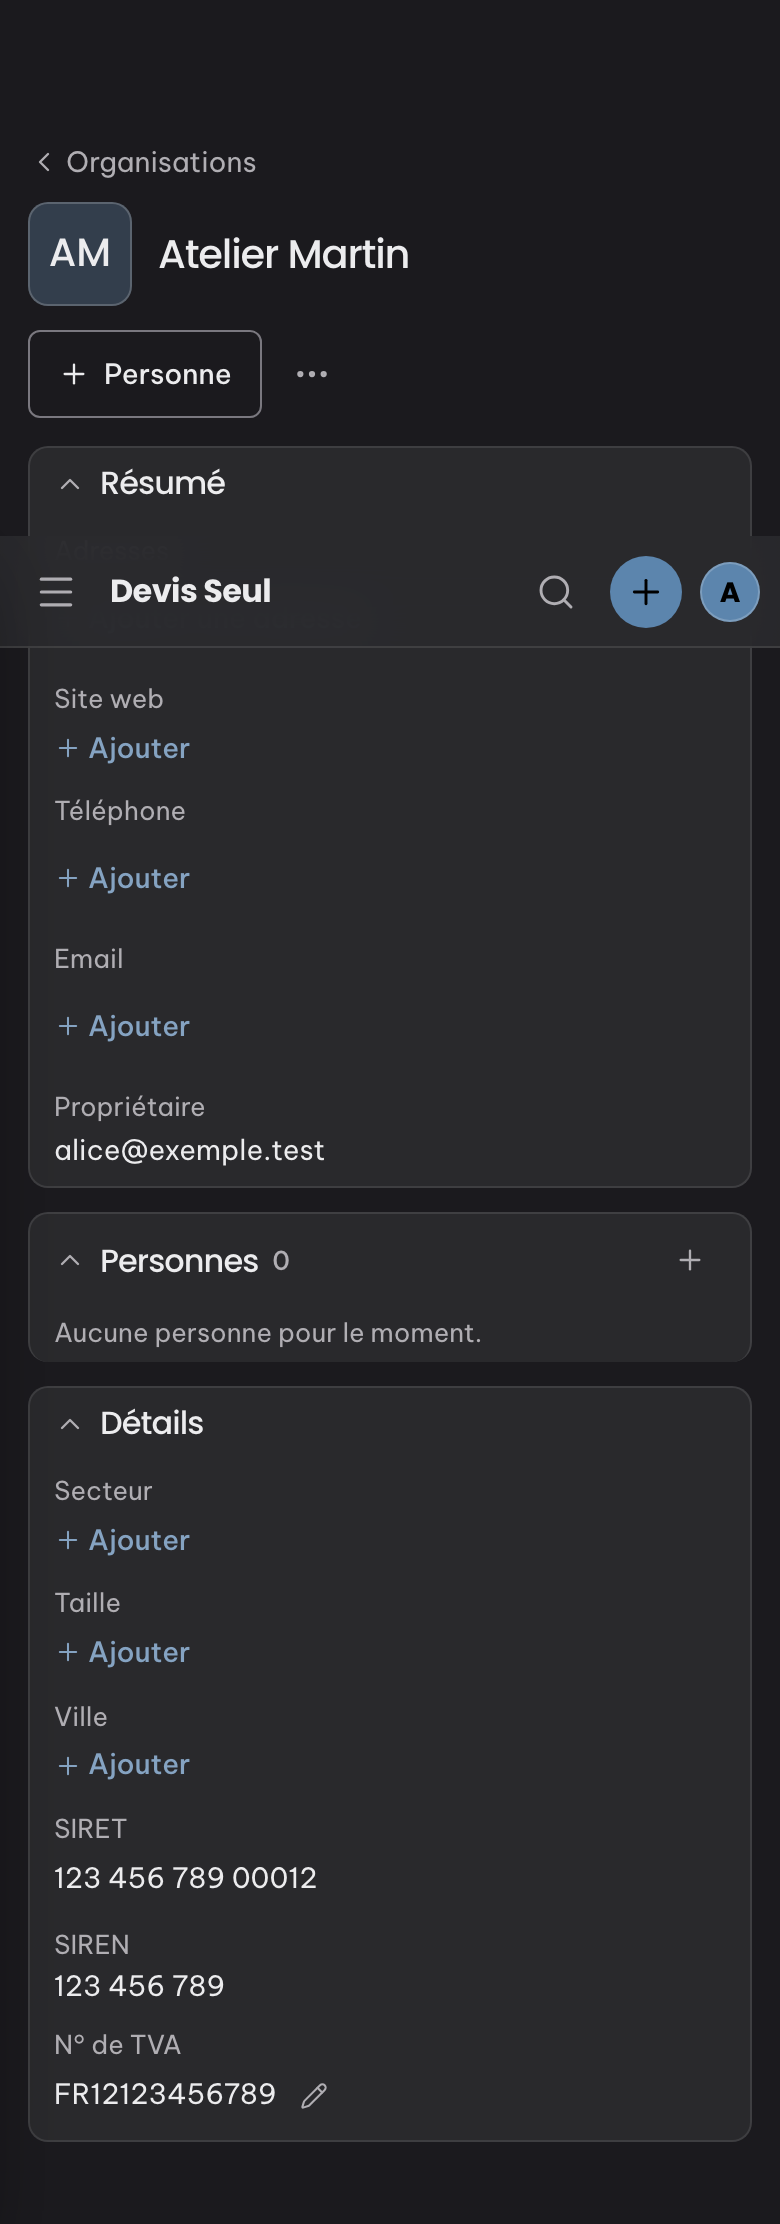 Organisations
AM
Atelier Martin
+ Personne
Résumé
Adresses
Devis Seul
A
Site web
+ Ajouter
Téléphone
+ Ajouter
Email
+ Ajouter
Propriétaire
alice@exemple.test
Personnes 0
Aucune personne pour le moment.
Détails
Secteur
+ Ajouter
Taille
+ Ajouter
Ville
+ Ajouter
SIRET
123 456 789 00012
SIREN
123 456 789
N° de TVA
FR12123456789